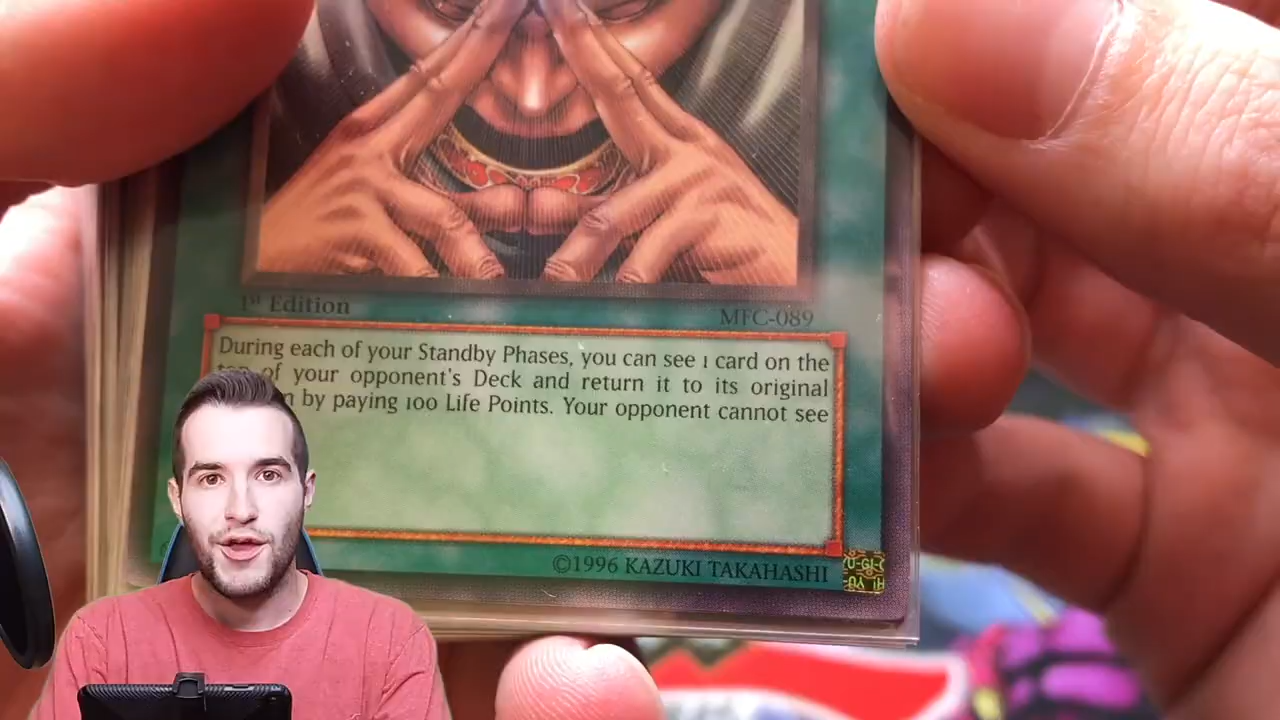 1st Edition
MFC-089
During each of your Standby Phases, you can see 1 card on the
of your opponent's Deck and return it to its original
by paying 100 Life Points. Your opponent cannot see
©1996 KAZUKI TAKAHASHI